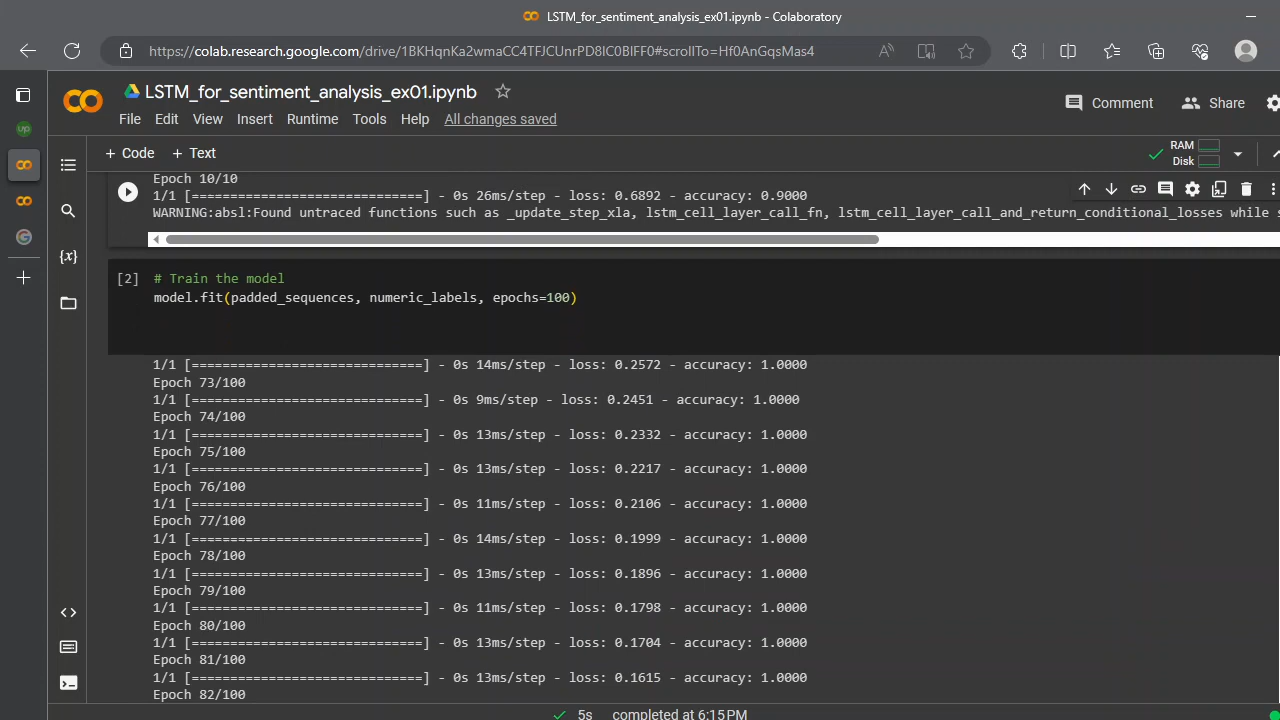 LSTM_for_sentiment_analysis_ex01.ipynb - Colaboratory
https://colab.research.google.com/drive/1BKHqnKa2wmaCC4TFJCUnrPD8IC0BIFF0#scrollTo=Hf0AnGqsMas4
LSTM_for_sentiment_analysis_ex01.ipynb
Comment
Share
File Edit View Insert Runtime Tools Help All changes saved
+ Code + Text
RAM
Disk
Epoch 10/10
1/1 [==============================] - 0s 26ms/step - loss: 0.6892 - accuracy: 0.9000
WARNING:absl:Found untraced functions such as _update_step_xla, lstm_cell_layer_call_fn, lstm_cell_layer_call_and_return_conditional_losses while s
[2] # Train the model
model.fit(padded_sequences, numeric_labels, epochs=100)
1/1 [==============================] - 0s 14ms/step - loss: 0.2572 - accuracy: 1.0000
Epoch 73/100
1/1 [==============================] - 0s 9ms/step - loss: 0.2451 - accuracy: 1.0000
Epoch 74/100
1/1 [==============================] - 0s 13ms/step - loss: 0.2332 - accuracy: 1.0000
Epoch 75/100
1/1 [==============================] - 0s 13ms/step - loss: 0.2217 - accuracy: 1.0000
Epoch 76/100
1/1 [==============================] - 0s 11ms/step - loss: 0.2106 - accuracy: 1.0000
Epoch 77/100
1/1 [==============================] - 0s 14ms/step - loss: 0.1999 - accuracy: 1.0000
Epoch 78/100
1/1 [==============================] - 0s 13ms/step - loss: 0.1896 - accuracy: 1.0000
Epoch 79/100
1/1 [==============================] - 0s 11ms/step - loss: 0.1798 - accuracy: 1.0000
Epoch 80/100
1/1 [==============================] - 0s 13ms/step - loss: 0.1704 - accuracy: 1.0000
Epoch 81/100
1/1 [==============================] - 0s 13ms/step - loss: 0.1615 - accuracy: 1.0000
Epoch 82/100
5s completed at 6:15 PM